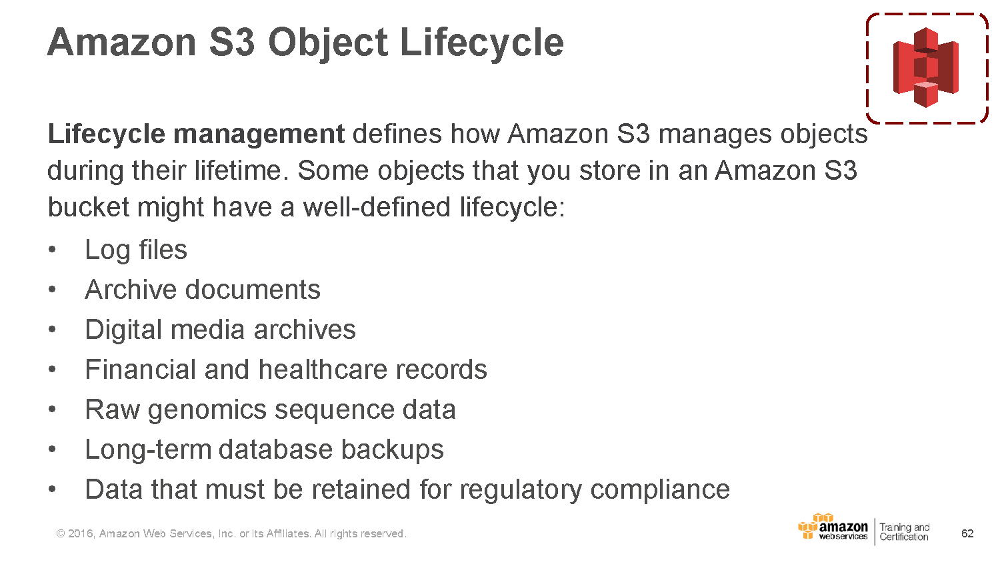 Amazon S3 Object Lifecycle
Lifecycle management defines how Amazon S3 manages objects
during their lifetime. Some objects that you store in an Amazon S3
bucket might have a well-defined lifecycle:
• Log files
• Archive documents
• Digital media archives
• Financial and healthcare records
• Raw genomics sequence data
• Long-term database backups
• Data that must be retained for regulatory compliance
© 2016, Amazon Web Services, Inc. or its Affiliates. All rights reserved.
amazon
web services
Training and
Certification
62